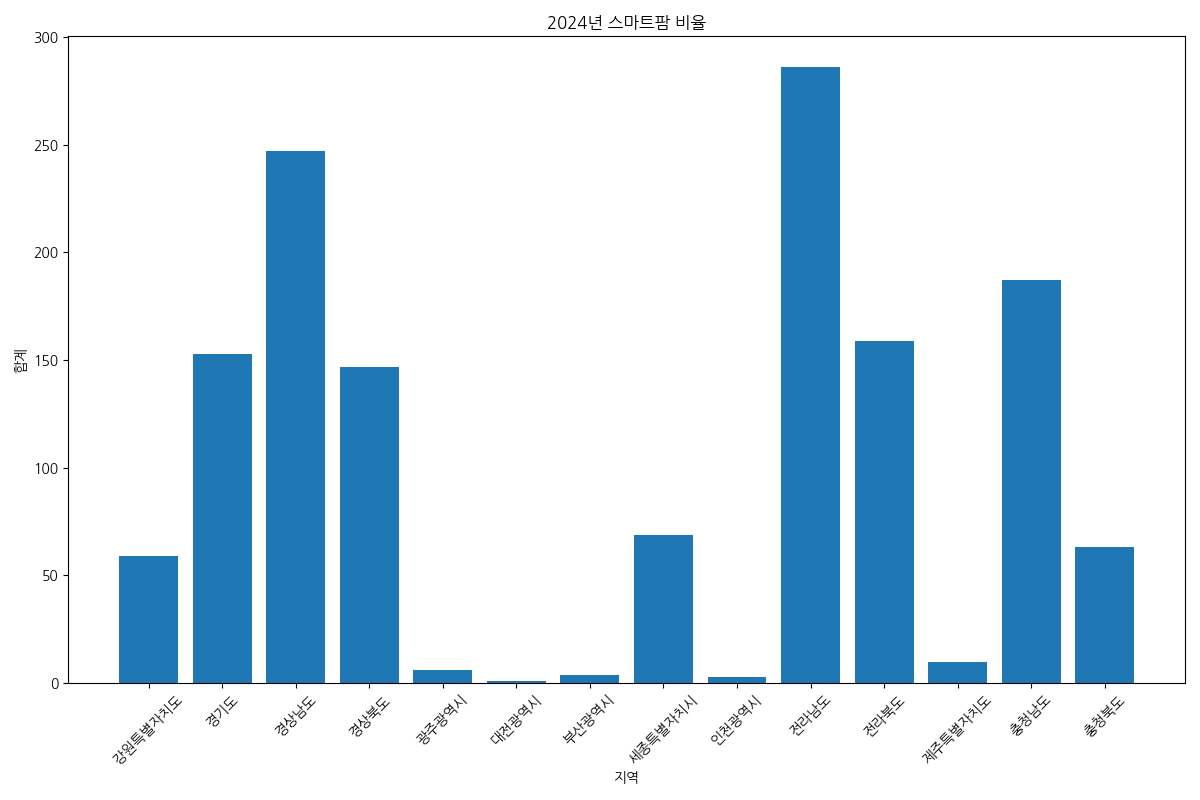 2024년 스마트팜 비율
합계
300
250
200
150
100
50
0
강원특별자치도
경기도
경상남도
경상북도
광주광역시
대전광역시
부산광역시
세종특별자치시
인천광역시
전라남도
전라북도
제주특별자치도
충청남도
충청북도
지역